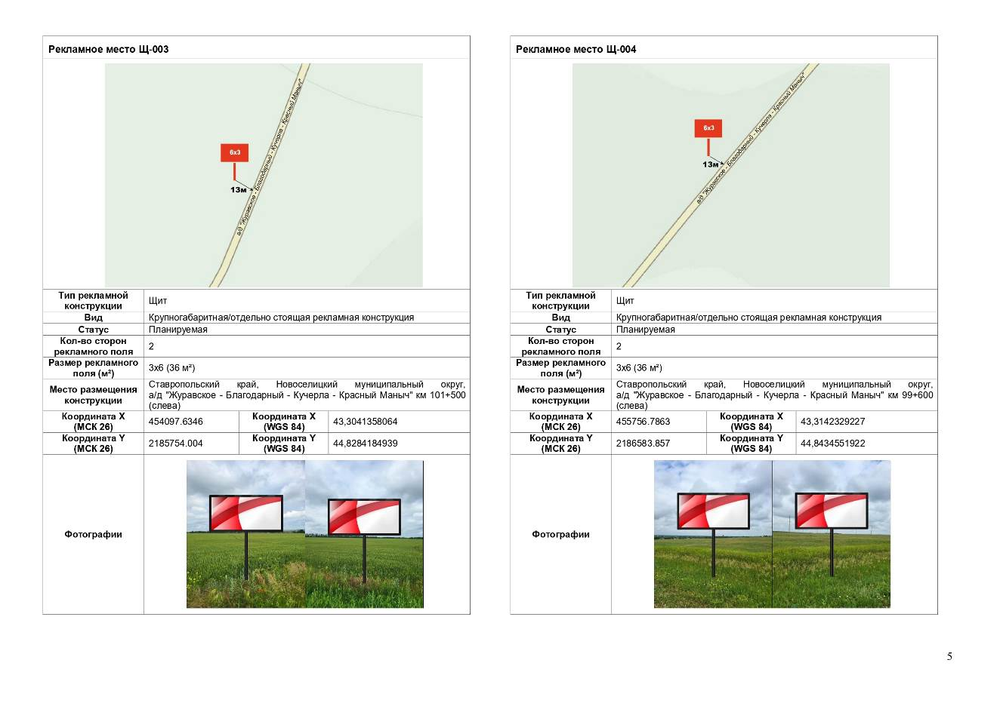 Рекламное место Щ-003
6х3
13м
а/д "Журавское - Благодарный - Кучерла - Красный Маныч"
Тип рекламной
конструкции
Щит
Вид
Крупногабаритная/отдельно стоящая рекламная конструкция
Статус
Планируемая
Кол-во сторон
рекламного поля
2
Размер рекламного
поля (м²)
3х6 (36 м²)
Место размещения
конструкции
Ставропольский край, Новоселицкий муниципальный округ,
а/д "Журавское - Благодарный - Кучерла - Красный Маныч" км 101+500
(слева)
Координата X
(МСК 26)
454097.6346
Координата X
(WGS 84)
43,3041358064
Координата Y
(МСК 26)
2185754.004
Координата Y
(WGS 84)
44,8284184939
Фотографии
Рекламное место Щ-004
6х3
13м
а/д "Журавское - Благодарный - Кучерла - Красный Маныч"
Тип рекламной
конструкции
Щит
Вид
Крупногабаритная/отдельно стоящая рекламная конструкция
Статус
Планируемая
Кол-во сторон
рекламного поля
2
Размер рекламного
поля (м²)
3х6 (36 м²)
Место размещения
конструкции
Ставропольский край, Новоселицкий муниципальный округ,
а/д "Журавское - Благодарный - Кучерла - Красный Маныч" км 99+600
(слева)
Координата X
(МСК 26)
455756.7863
Координата X
(WGS 84)
43,3142329227
Координата Y
(МСК 26)
2186583.857
Координата Y
(WGS 84)
44,8434551922
Фотографии
5